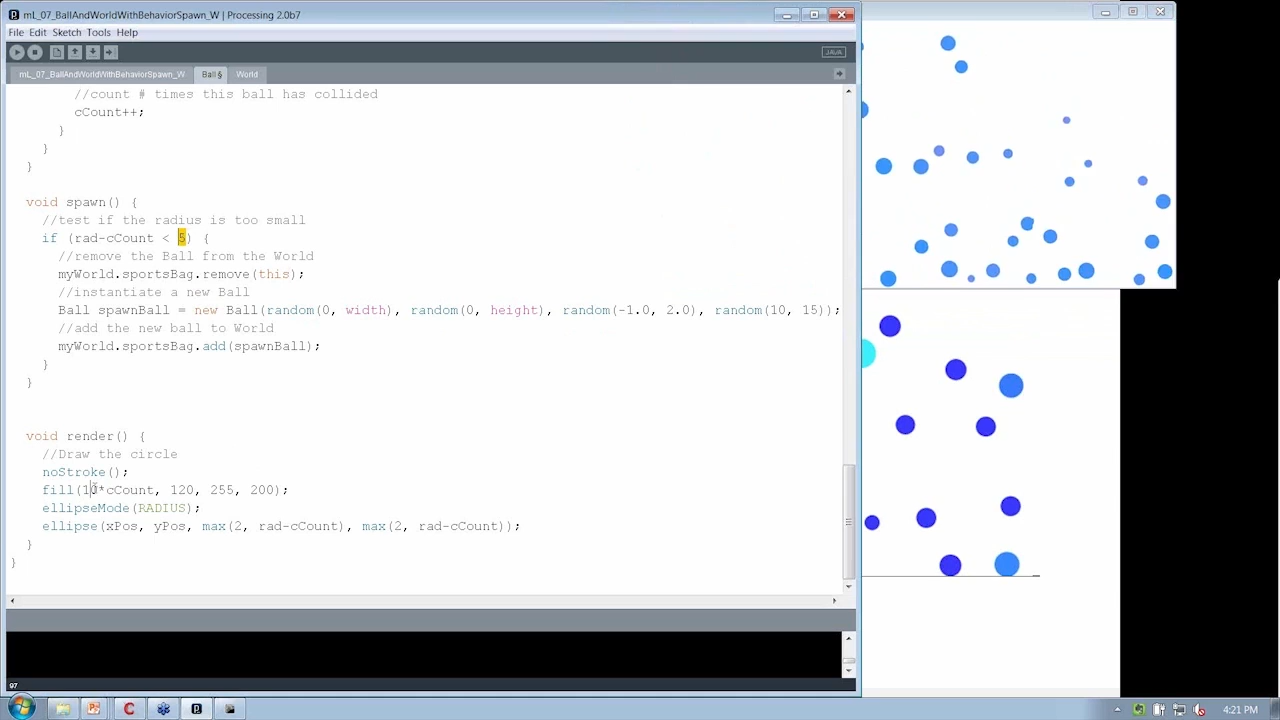 mL_07_BallAndWorldWithBehaviorSpawn_W | Processing 2.0b7
File Edit Sketch Tools Help
JAVA
mL_07_BallAndWorldWithBehaviorSpawn_W Ball § World
//count # times this ball has collided
cCount++;
}
}
}
void spawn() {
//test if the radius is too small
if (rad-cCount < 5) {
//remove the Ball from the World
myWorld.sportsBag.remove(this);
//instantiate a new Ball
Ball spawnBall = new Ball(random(0, width), random(0, height), random(-1.0, 2.0), random(10, 15));
//add the new ball to World
myWorld.sportsBag.add(spawnBall);
}
}
void render() {
//Draw the circle
noStroke();
fill(10*cCount, 120, 255, 200);
ellipseMode(RADIUS);
ellipse(xPos, yPos, max(2, rad-cCount), max(2, rad-cCount));
}
}
97
4:21 PM